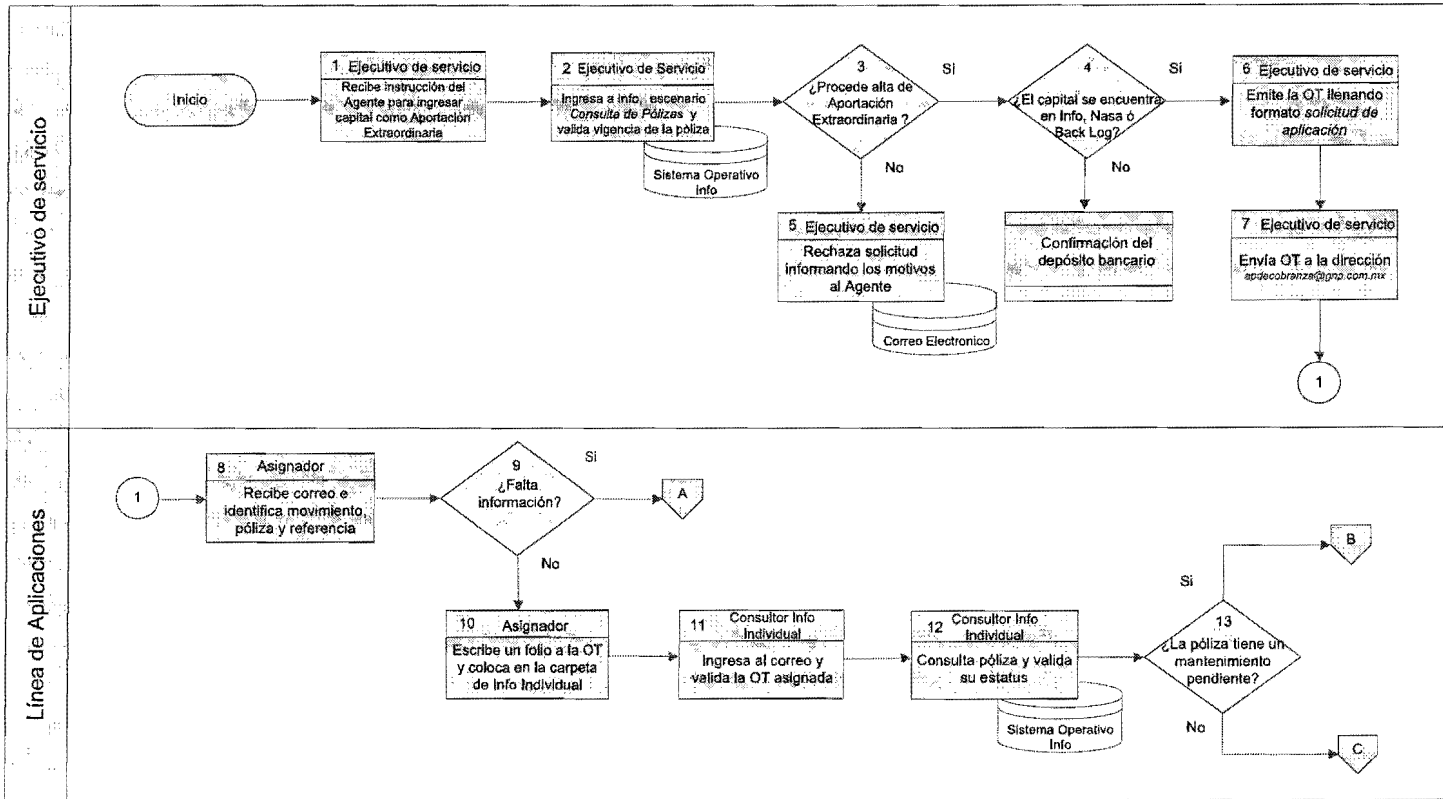 Ejecutivo de servicio
Inicio
1 Ejecutivo de servicio
Recibe instrucción del
Agente para ingresar
capital como Aportación
Extraordinaria
2 Ejecutivo de Servicio
Ingresa a info, escenario
Consulta de Pólizas y
valida vigencia de la póliza
Sistema Operativo
Info
3
¿Procede alta de
Aportación
Extraordinaria ?
Si
No
4
¿El capital se encuentra
en Info, Nasa ó
Back Log?
Si
No
5 Ejecutivo de servicio
Rechaza solicitud
informando los motivos
al Agente
Correo Electronico
Confirmación del
depósito bancario
6 Ejecutivo de servicio
Emite la OT llenando
formato solicitud de
aplicación
7 Ejecutivo de servicio
Envía OT a la dirección
apdecobranza@gnp.com.mx
1
Línea de Aplicaciones
1
8 Asignador
Recibe correo e
identifica movimiento,
póliza y referencia
9
¿Falta
información?
Si
A
No
10 Asignador
Escribe un folio a la OT
y coloca en la carpeta
de Info Individual
11 Consultor Info
Individual
Ingresa al correo y
valida la OT asignada
12 Consultor Info
Individual
Consulta póliza y valida
su estatus
Sistema Operativo
Info
13
¿La póliza tiene un
mantenimiento
pendiente?
Si
B
No
C